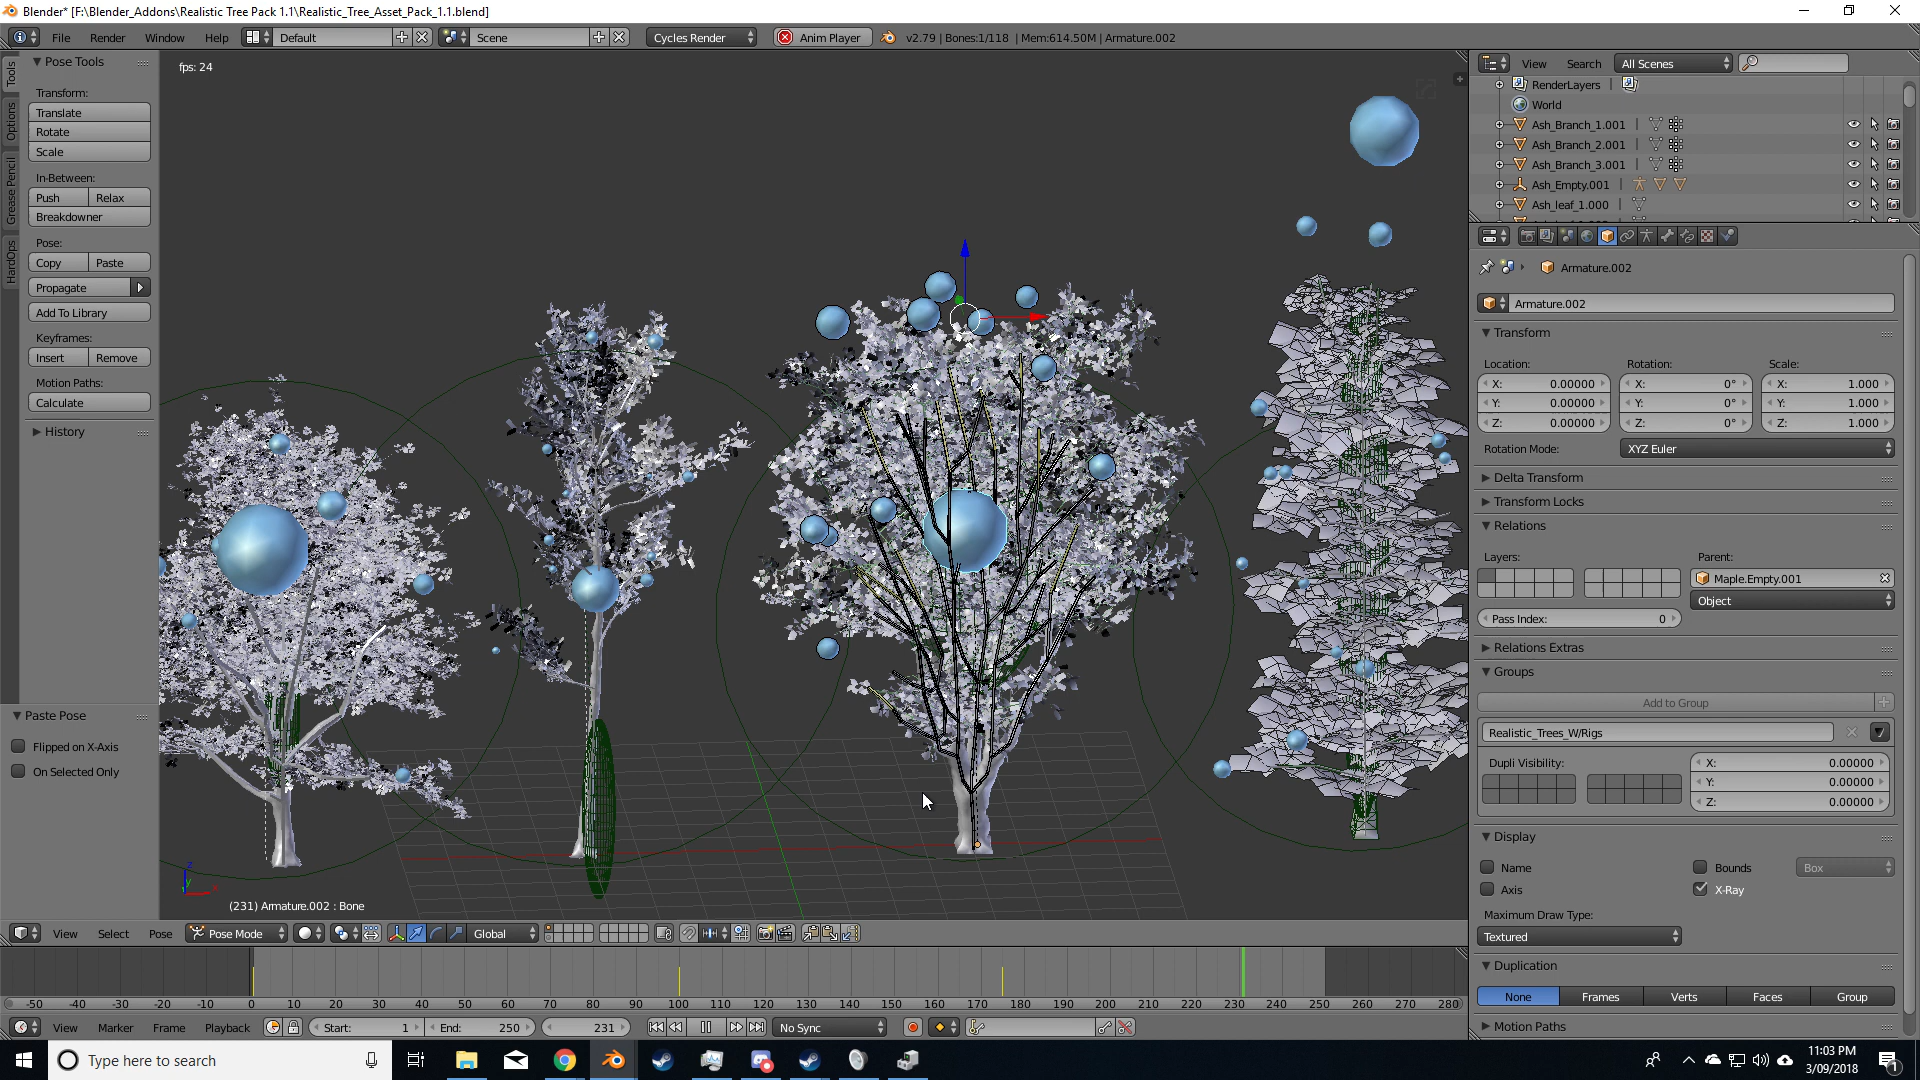 Blender* [F:\Blender_Addons\Realistic Tree Pack 1.1\Realistic_Tree_Asset_Pack_1.1.blend]
File Render Window Help Default Scene Cycles Render Anim Player v2.79 | Bones:1/118 | Mem:614.50M | Armature.002
Tools
Options
Grease Pencil
HardOps
Pose Tools
Transform:
Translate
Rotate
Scale
In-Between:
Push Relax
Breakdowner
Pose:
Copy Paste
Propagate
Add To Library
Keyframes:
Insert Remove
Motion Paths:
Calculate
History
Paste Pose
Flipped on X-Axis
On Selected Only
fps: 24
(231) Armature.002 : Bone
View Select Pose Pose Mode Global
View Search All Scenes
RenderLayers |
World
Ash_Branch_1.001 |
Ash_Branch_2.001 |
Ash_Branch_3.001 |
Ash_Empty.001 |
Ash_leaf_1.000 |
Armature.002
Armature.002
Transform
Location: Rotation: Scale:
X: 0.00000 X: 0° X: 1.000
Y: 0.00000 Y: 0° Y: 1.000
Z: 0.00000 Z: 0° Z: 1.000
Rotation Mode: XYZ Euler
Delta Transform
Transform Locks
Relations
Layers: Parent:
Maple.Empty.001
Object
Pass Index: 0
Relations Extras
Groups
Add to Group
Realistic_Trees_W/Rigs
Dupli Visibility: X: 0.00000
Y: 0.00000
Z: 0.00000
Display
Name Bounds Box
Axis X-Ray
Maximum Draw Type:
Textured
Duplication
None Frames Verts Faces Group
Motion Paths
-50 -40 -30 -20 -10 0 10 20 30 40 50 60 70 80 90 100 110 120 130 140 150 160 170 180 190 200 210 220 230 240 250 260 270 280
View Marker Frame Playback Start: 1 End: 250 231 No Sync
Type here to search
11:03 PM
3/09/2018
1